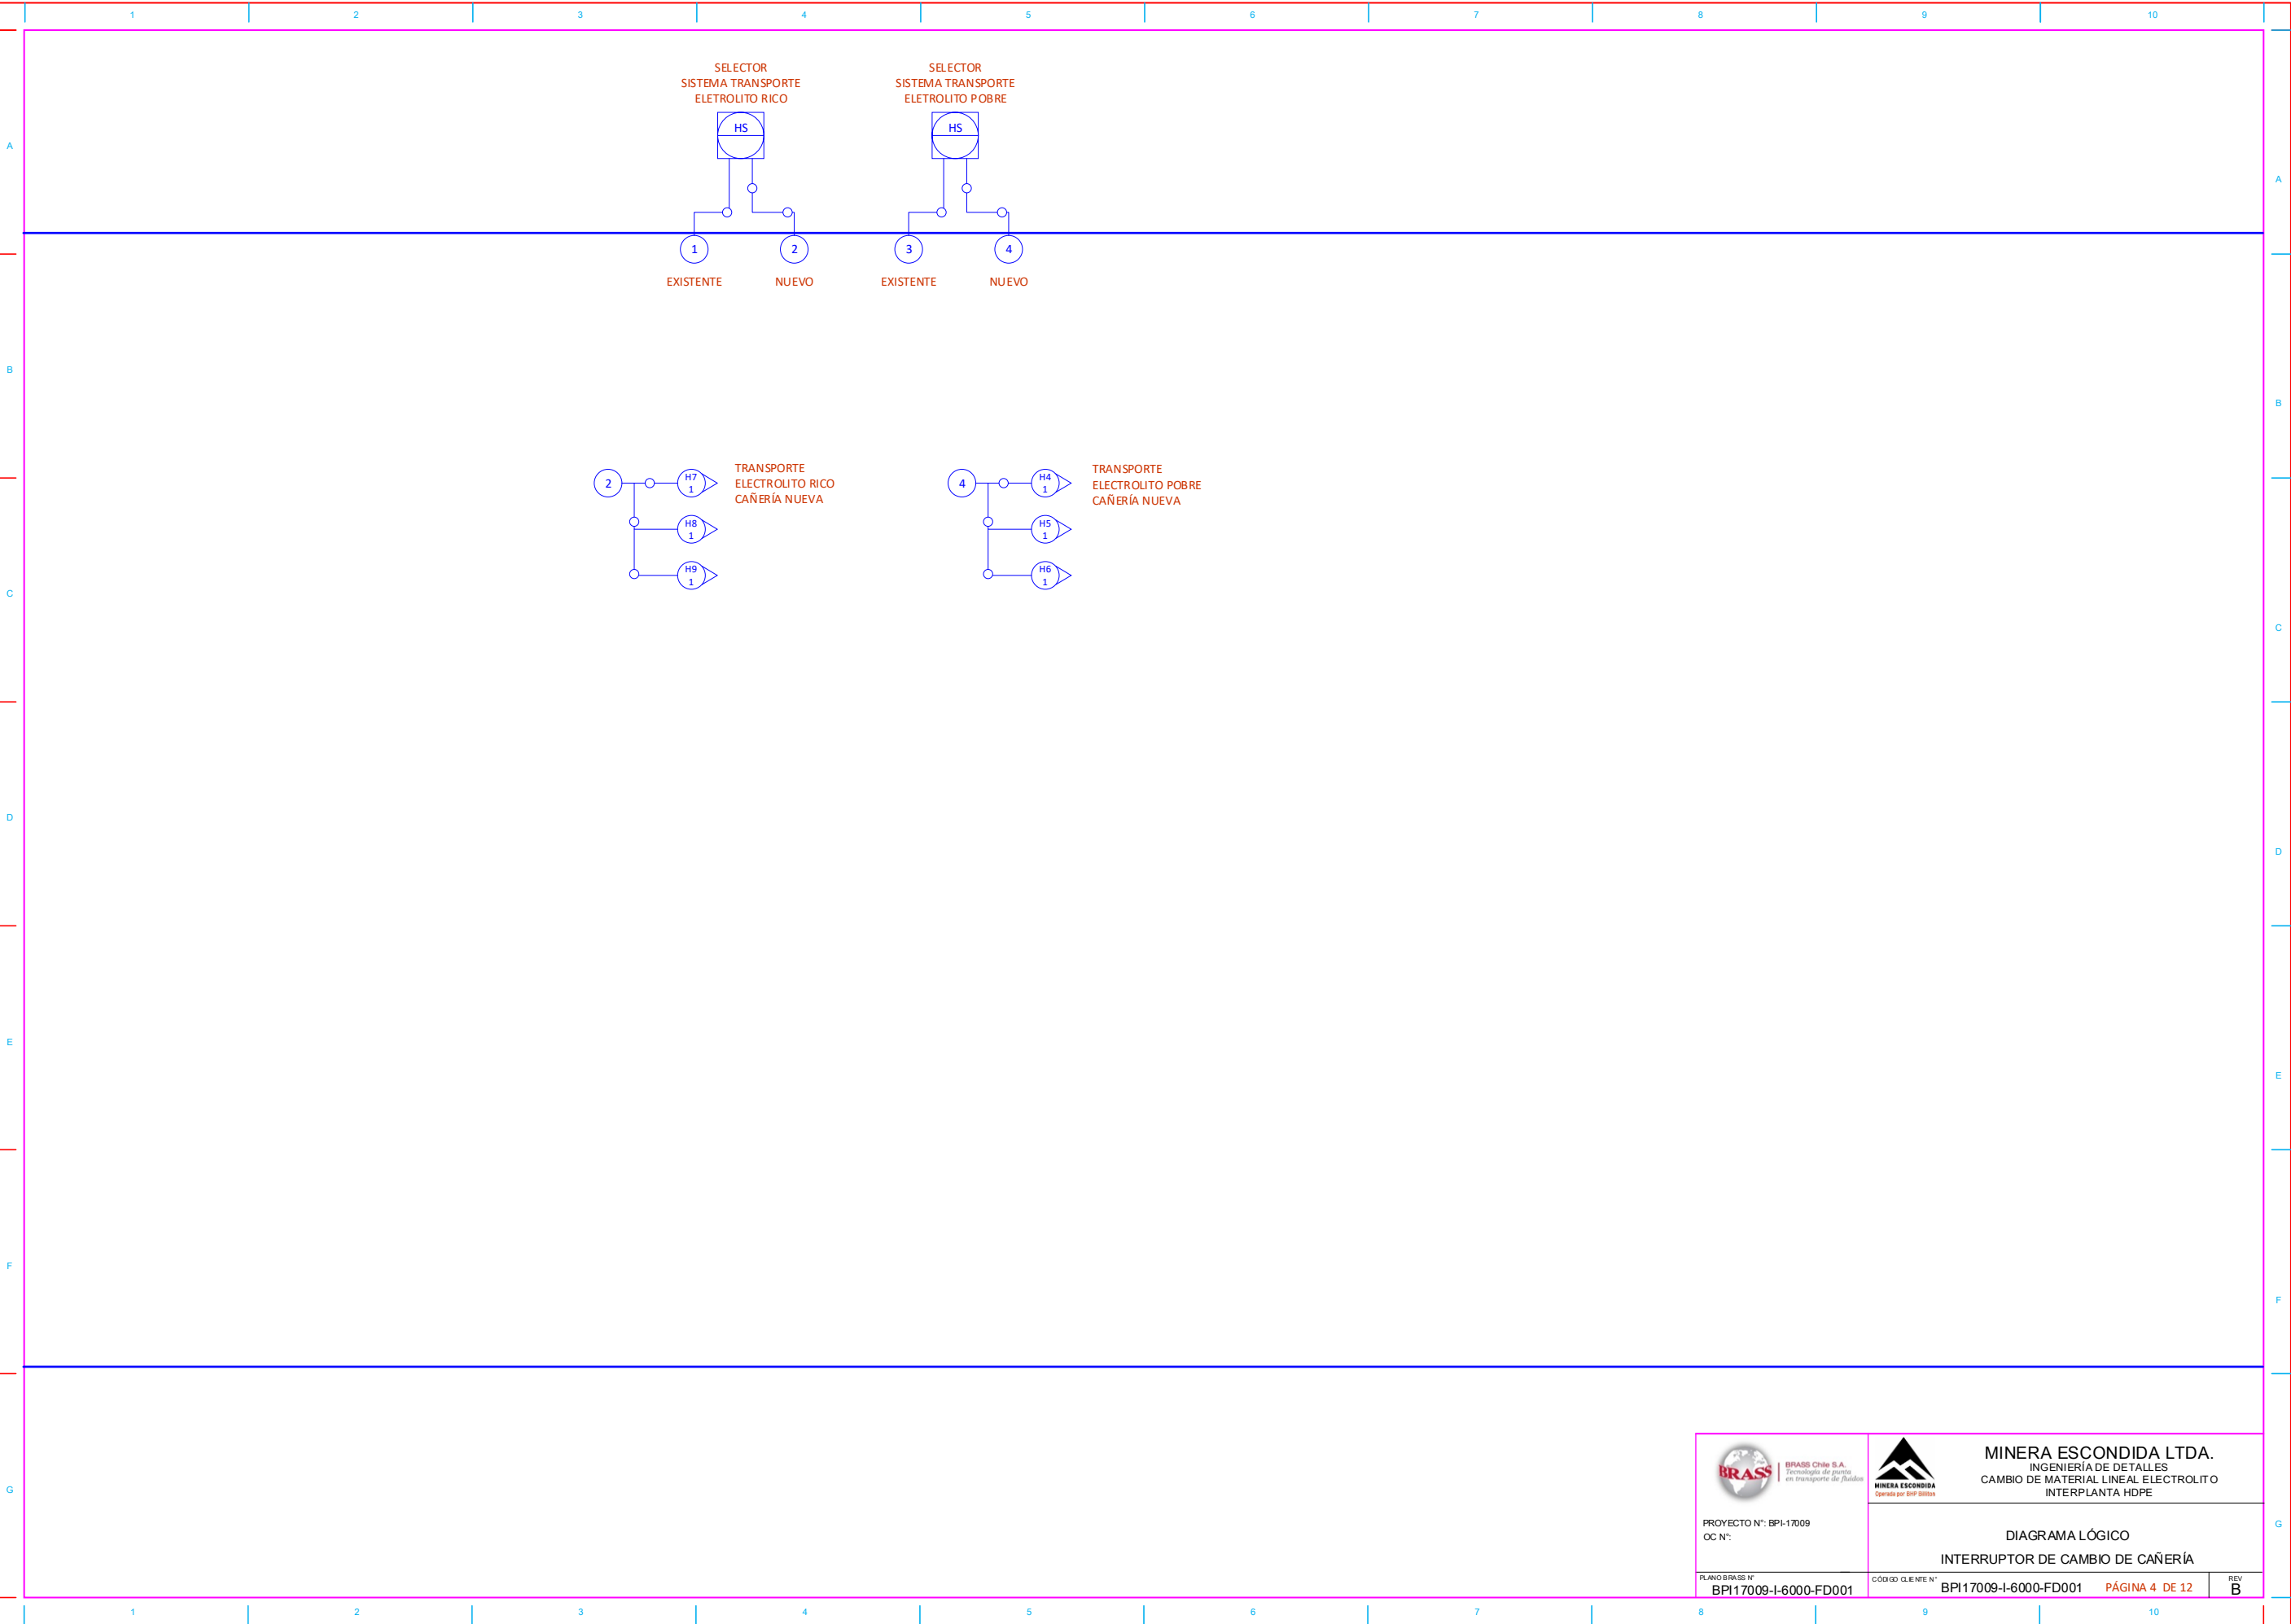 1 2 3 4 5 6 7 8 9 10
SELECTOR
SISTEMA TRANSPORTE
ELETROLITO RICO
SELECTOR
SISTEMA TRANSPORTE
ELETROLITO POBRE
HS
HS
A
A
1
2
3
4
EXISTENTE
NUEVO
EXISTENTE
NUEVO
B
B
2
H7
1
H8
1
H9
1
TRANSPORTE
ELECTROLITO RICO
CAÑERÍA NUEVA
4
H4
1
H5
1
H6
1
TRANSPORTE
ELECTROLITO POBRE
CAÑERÍA NUEVA
C
C
D
D
E
E
F
F
G
G
BRASS
BRASS Chile S.A.
Tecnología de punta
en transporte de fluidos
MINERA ESCONDIDA
Operada por BHP Billiton
MINERA ESCONDIDA LTDA.
INGENIERÍA DE DETALLES
CAMBIO DE MATERIAL LINEAL ELECTROLITO
INTERPLANTA HDPE
PROYECTO N°: BPI-17009
OC N°:
DIAGRAMA LÓGICO
INTERRUPTOR DE CAMBIO DE CAÑERÍA
PLANO BRASS N°
BPI17009-I-6000-FD001
CÓDIGO CLIENTE N°
BPI17009-I-6000-FD001
PÁGINA 4 DE 12
REV
B
1 2 3 4 5 6 7 8 9 10